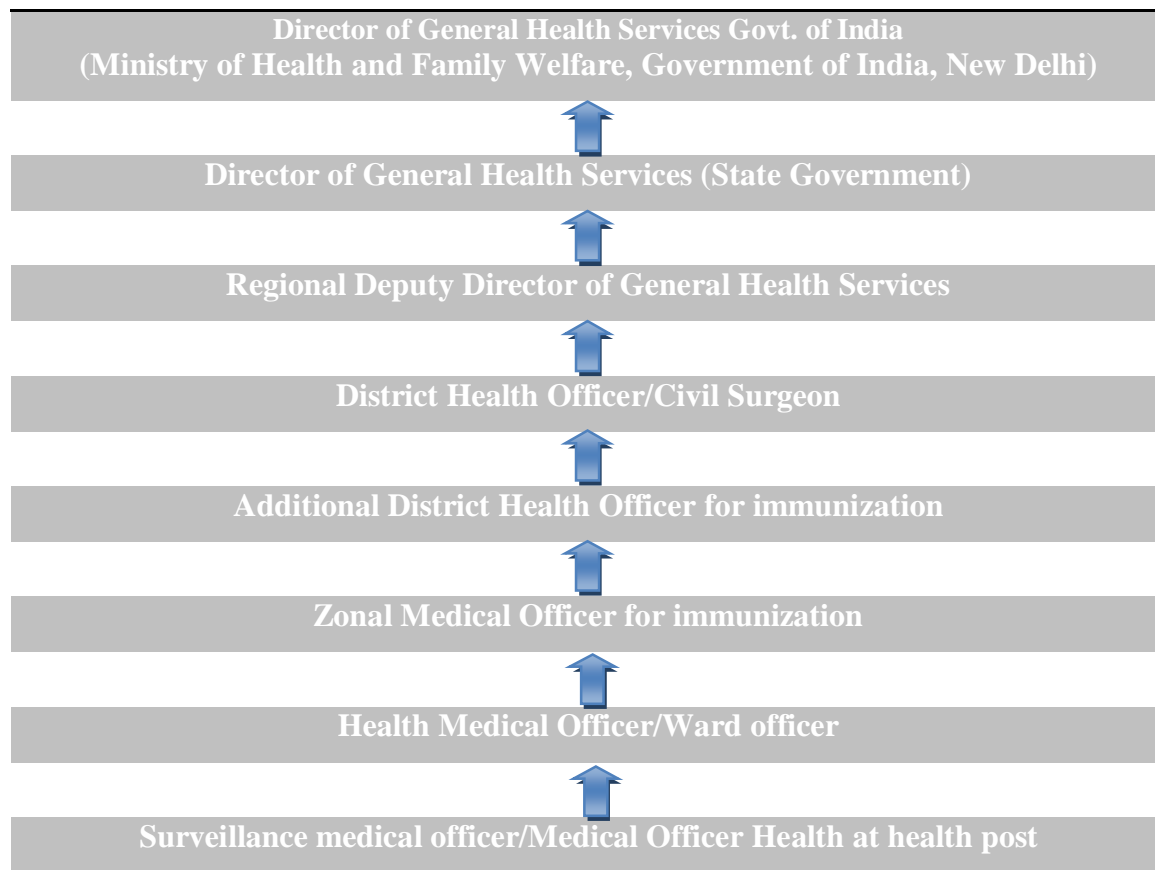 Director of General Health Services Govt. of India
(Ministry of Health and Family Welfare, Government of India, New Delhi)
Director of General Health Services (State Government)
Regional Deputy Director of General Health Services
District Health Officer/Civil Surgeon
Additional District Health Officer for immunization
Zonal Medical Officer for immunization
Health Medical Officer/Ward officer
Surveillance medical officer/Medical Officer Health at health post